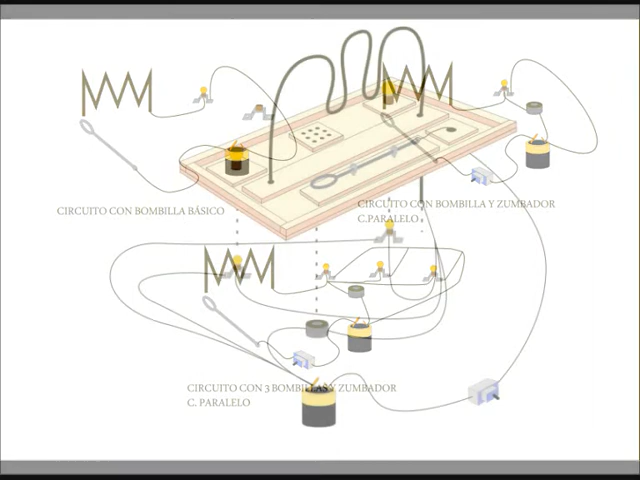 CIRCUITO CON BOMBILLA BÁSICO
CIRCUITO CON BOMBILLA Y ZUMBADOR
C.PARALELO
CIRCUITO CON 3 BOMBILLAS Y ZUMBADOR
C. PARALELO